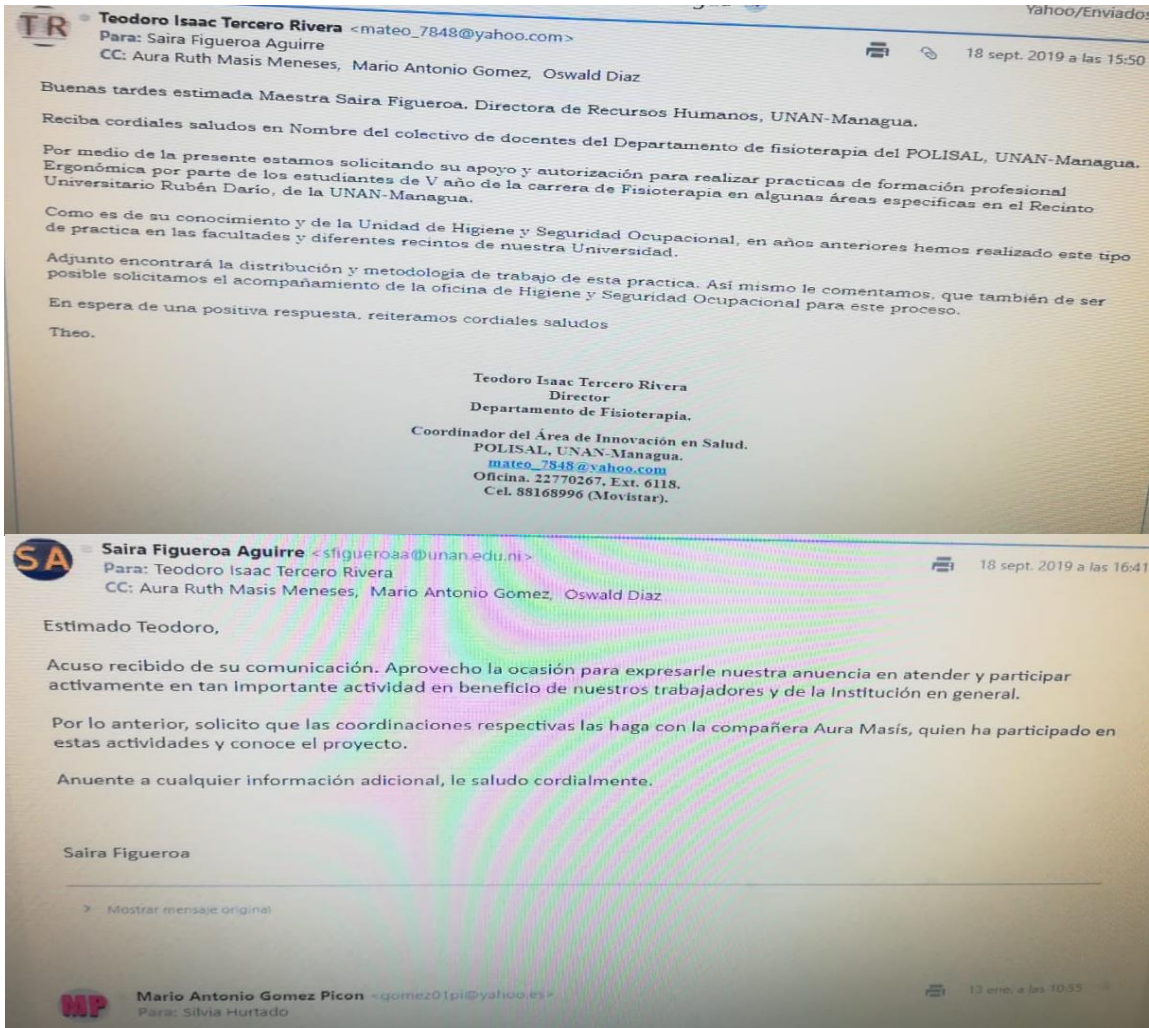 Yahoo/Enviados
TR
Teodoro Isaac Tercero Rivera <mateo_7848@yahoo.com>
18 sept. 2019 a las 15:50
Para: Saira Figueroa Aguirre
CC: Aura Ruth Masis Meneses, Mario Antonio Gomez, Oswald Diaz
Buenas tardes estimada Maestra Saira Figueroa. Directora de Recursos Humanos, UNAN-Managua.
Reciba cordiales saludos en Nombre del colectivo de docentes del Departamento de fisioterapia del POLISAL, UNAN-Managua.
Por medio de la presente estamos solicitando su apoyo y autorización para realizar practicas de formación profesional
Ergonómica por parte de los estudiantes de V año de la carrera de Fisioterapia en algunas áreas especificas en el Recinto
Universitario Rubén Darío, de la UNAN-Managua.
Como es de su conocimiento y de la Unidad de Higiene y Seguridad Ocupacional, en años anteriores hemos realizado este tipo
de practica en las facultades y diferentes recintos de nuestra Universidad.
Adjunto encontrará la distribución y metodología de trabajo de esta practica. Así mismo le comentamos, que también de ser
posible solicitamos el acompañamiento de la oficina de Higiene y Seguridad Ocupacional para este proceso.
En espera de una positiva respuesta, reiteramos cordiales saludos
Theo.
Teodoro Isaac Tercero Rivera
Director
Departamento de Fisioterapia.
Coordinador del Área de Innovación en Salud.
POLISAL, UNAN-Managua.
mateo_7848@yahoo.com
Oficina. 22770267, Ext. 6118.
Cel. 88168996 (Movistar).
SA
Saira Figueroa Aguirre <sfigueroaa@unan.edu.ni>
18 sept. 2019 a las 16:41
Para: Teodoro Isaac Tercero Rivera
CC: Aura Ruth Masis Meneses, Mario Antonio Gomez, Oswald Diaz
Estimado Teodoro,
Acuso recibido de su comunicación. Aprovecho la ocasión para expresarle nuestra anuencia en atender y participar
activamente en tan importante actividad en beneficio de nuestros trabajadores y de la Institución en general.
Por lo anterior, solicito que las coordinaciones respectivas las haga con la compañera Aura Masís, quien ha participado en
estas actividades y conoce el proyecto.
Anuente a cualquier información adicional, le saludo cordialmente.
Saira Figueroa
> Mostrar mensaje original
MP
Mario Antonio Gomez Picon <gomez01pi@yahoo.es>
13 ene. a las 10:55
Para: Silvia Hurtado